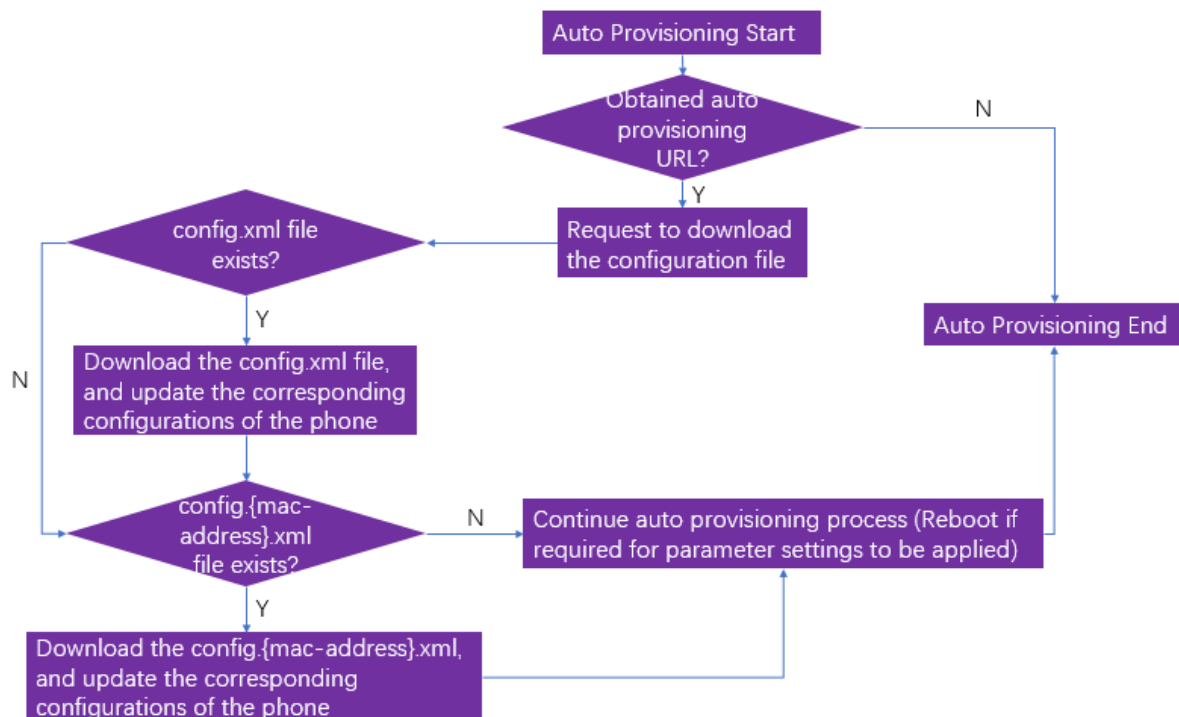 Auto Provisioning Start
Obtained auto
provisioning
URL?
N
Y
Request to download
the configuration file
config.xml file
exists?
Y
N
Download the config.xml file,
and update the corresponding
configurations of the phone
Auto Provisioning End
config.{mac-
address}.xml
file exists?
N
Y
Continue auto provisioning process (Reboot if
required for parameter settings to be applied)
Download the config.{mac-address}.xml,
and update the corresponding
configurations of the phone